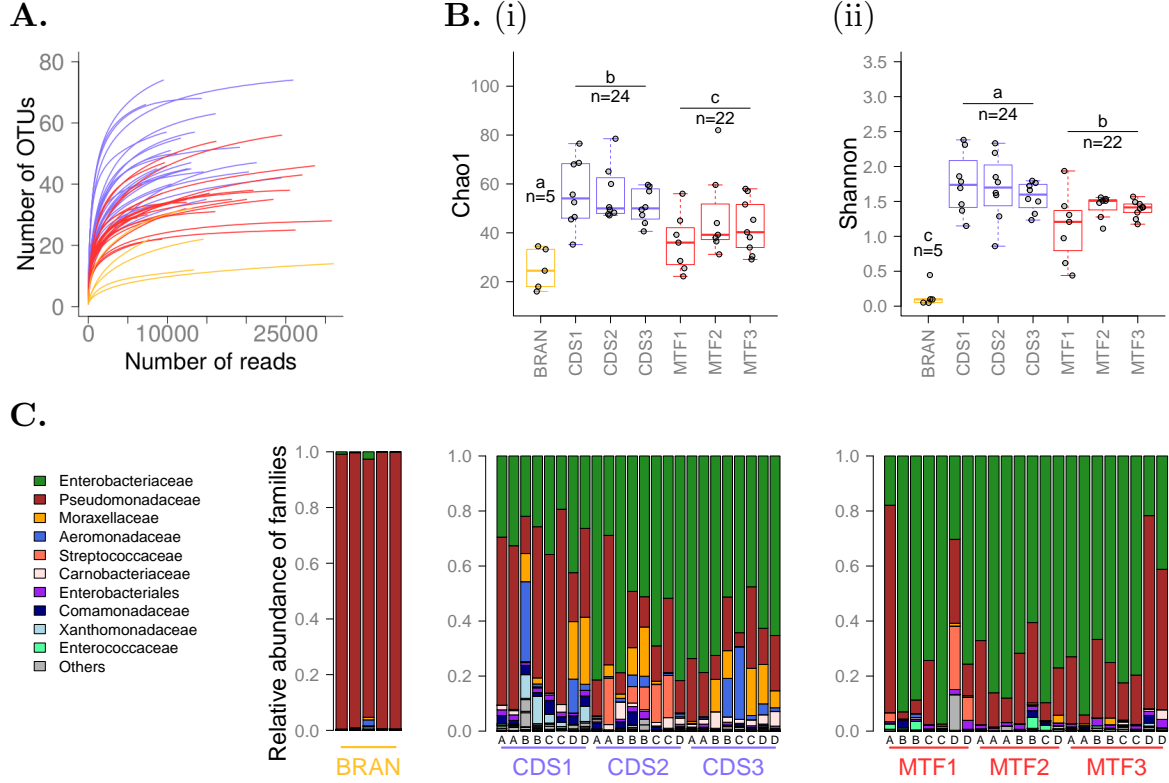 A.
B. (i)
(ii)
Number of OTUs
80
60
40
20
0
0
10000
25000
Number of reads
Chao1
100
80
60
40
20
a
n=5
b
n=24
c
n=22
BRAN
CDS1
CDS2
CDS3
MTF1
MTF2
MTF3
Shannon
3.5
3.0
2.5
2.0
1.5
1.0
0.5
0.0
c
n=5
a
n=24
b
n=22
BRAN
CDS1
CDS2
CDS3
MTF1
MTF2
MTF3
C.
Enterobacteriaceae
Pseudomonadaceae
Moraxellaceae
Aeromonadaceae
Streptococcaceae
Carnobacteriaceae
Enterobacteriales
Comamonadaceae
Xanthomonadaceae
Enterococcaceae
Others
Relative abundance of families
1.0
0.8
0.6
0.4
0.2
0.0
BRAN
1.0
0.8
0.6
0.4
0.2
0.0
A A B B C C D D A A B B C C D A A B B C C D D
CDS1 CDS2 CDS3
1.0
0.8
0.6
0.4
0.2
0.0
A B B C C D D A A B B C D A A B B C C D D
MTF1 MTF2 MTF3